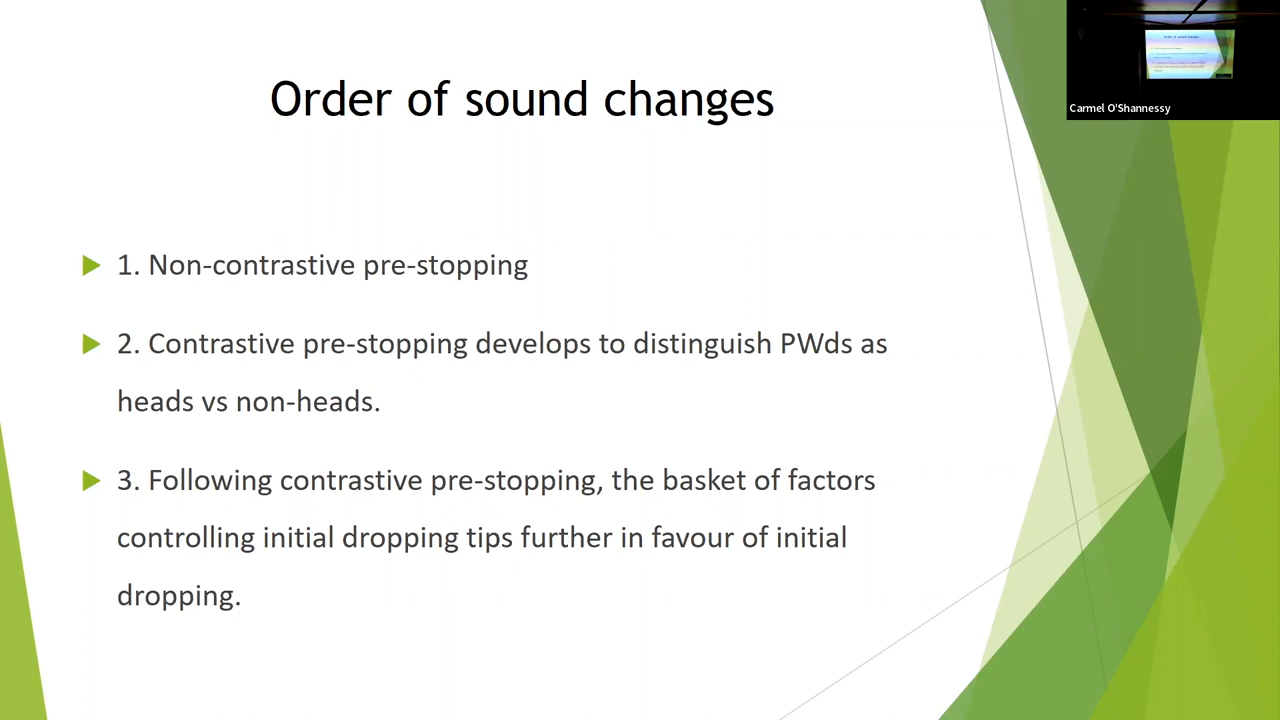 Order of sound changes
Carmel O'Shannessy
1. Non-contrastive pre-stopping
2. Contrastive pre-stopping develops to distinguish PWds as
heads vs non-heads.
3. Following contrastive pre-stopping, the basket of factors
controlling initial dropping tips further in favour of initial
dropping.